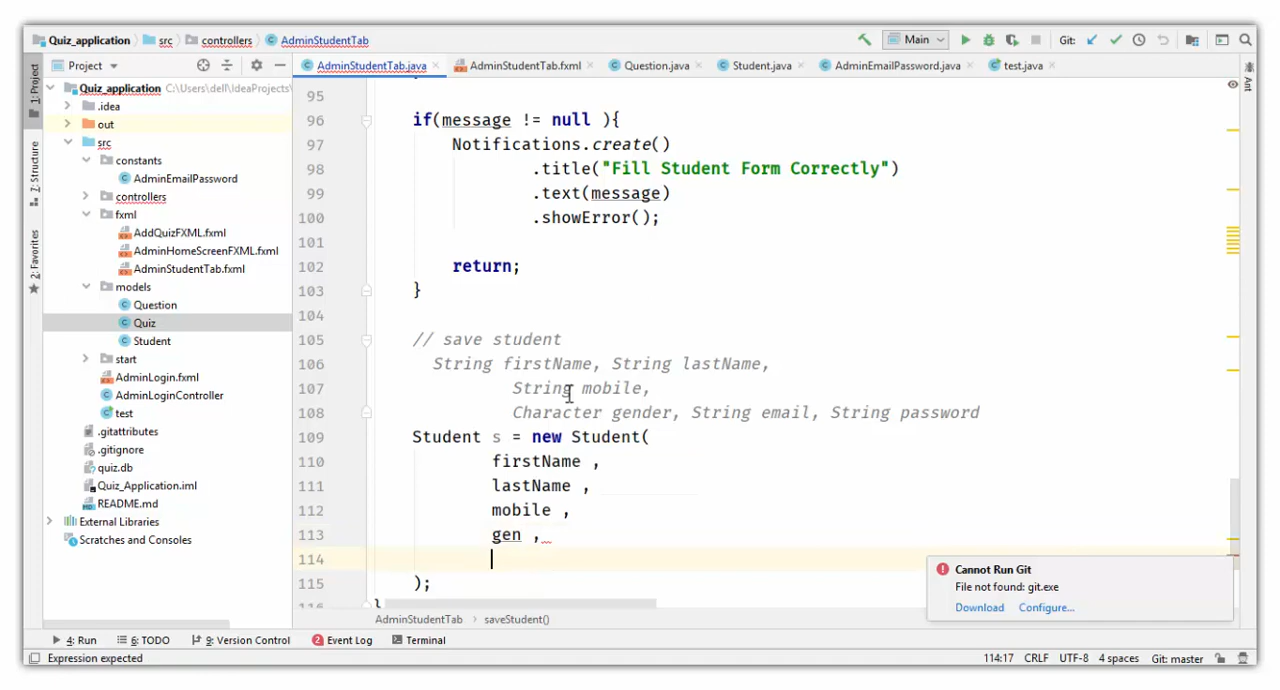 Quiz_application src controllers AdminStudentTab
Main
Git:
Project
AdminStudentTab.java
AdminStudentTab.fxml
Question.java
Student.java
AdminEmailPassword.java
test.java
1: Project
7: Structure
2: Favorites
Ant
Quiz_application C:\Users\dell\IdeaProjects\
.idea
out
src
constants
AdminEmailPassword
controllers
fxml
AddQuizFXML.fxml
AdminHomeScreenFXML.fxml
AdminStudentTab.fxml
models
Question
Quiz
Student
start
AdminLogin.fxml
AdminLoginController
test
.gitattributes
.gitignore
quiz.db
Quiz_Application.iml
README.md
External Libraries
Scratches and Consoles
95
96 if(message != null ){
97 Notifications.create()
98 .title("Fill Student Form Correctly")
99 .text(message)
100 .showError();
101
102 return;
103 }
104
105 // save student
106 String firstName, String lastName,
107 String mobile,
108 Character gender, String email, String password
109 Student s = new Student(
110 firstName ,
111 lastName ,
112 mobile ,
113 gen ,
114
115 );
116 }
AdminStudentTab saveStudent()
Cannot Run Git
File not found: git.exe
Download Configure...
4: Run 6: TODO 9: Version Control 2 Event Log Terminal
Expression expected 114:17 CRLF UTF-8 4 spaces Git: master